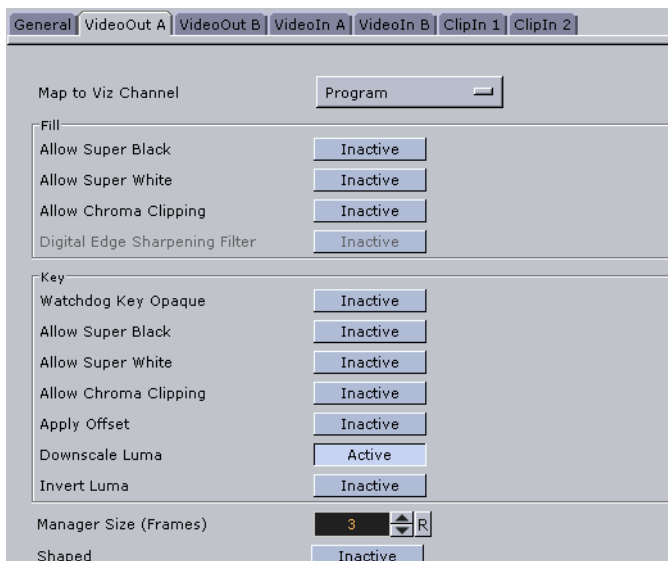 General VideoOut A VideoOut B VideoIn A VideoIn B ClipIn 1 ClipIn 2
Map to Viz Channel Program
Fill
Allow Super Black Inactive
Allow Super White Inactive
Allow Chroma Clipping Inactive
Digital Edge Sharpening Filter Inactive
Key
Watchdog Key Opaque Inactive
Allow Super Black Inactive
Allow Super White Inactive
Allow Chroma Clipping Inactive
Apply Offset Inactive
Downscale Luma Active
Invert Luma Inactive
Manager Size (Frames) 3 R
Shaped Inactive